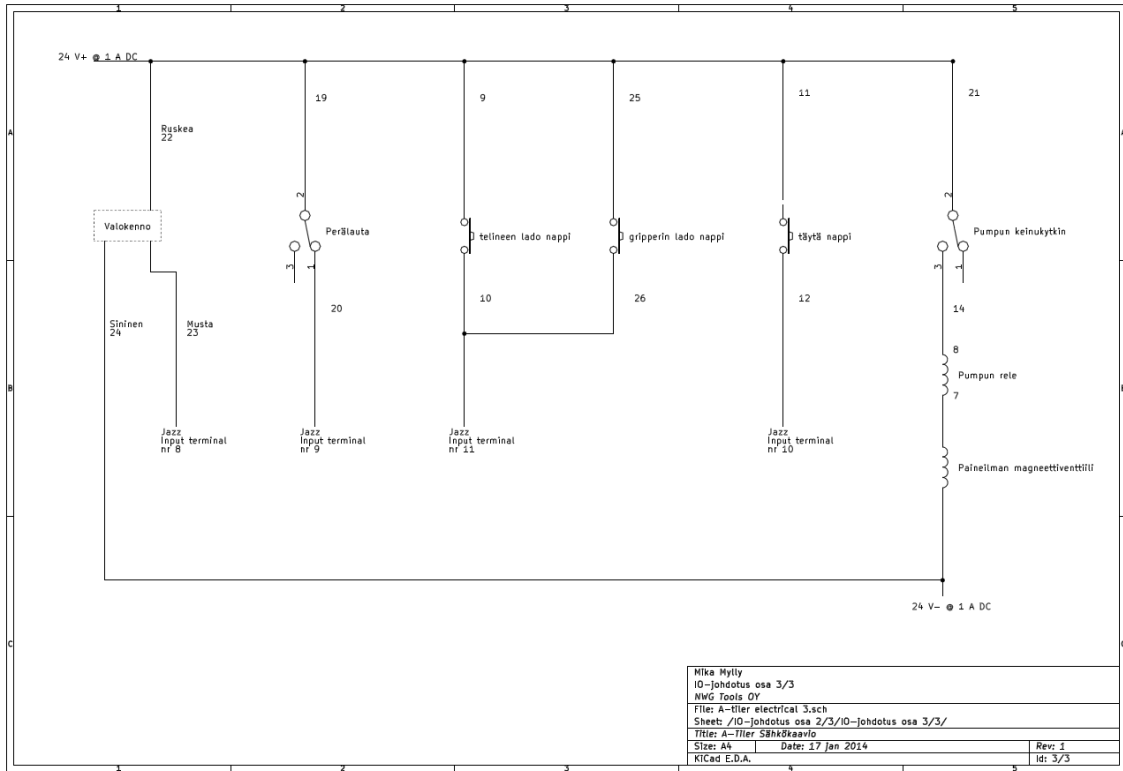 1 2 3 4 5
24 V+ @ 1 A DC
19
9
25
11
21
A
Ruskea
22
2
2
Valokenno
Perälauta
telineen lado nappi
gripperin lado nappi
täytä nappi
Pumpun keinukytkin
3 1
3 1
20
10
26
12
14
Sininen
24
Musta
23
8
Pumpun rele
7
B
Jazz
Input terminal
nr 8
Jazz
Input terminal
nr 9
Jazz
Input terminal
nr 11
Jazz
Input terminal
nr 10
Paineilman magneettiventtiili
24 V- @ 1 A DC
C
Mika Mylly
IO-johdotus osa 3/3
NWG Tools OY
File: A-tiler electrical 3.sch
Sheet: /IO-johdotus osa 2/3/IO-johdotus osa 3/3/
Title: A-Tiler Sähkökaavio
Size: A4 Date: 17 jan 2014 Rev: 1
KiCad E.D.A. Id: 3/3
1 2 3 4 5